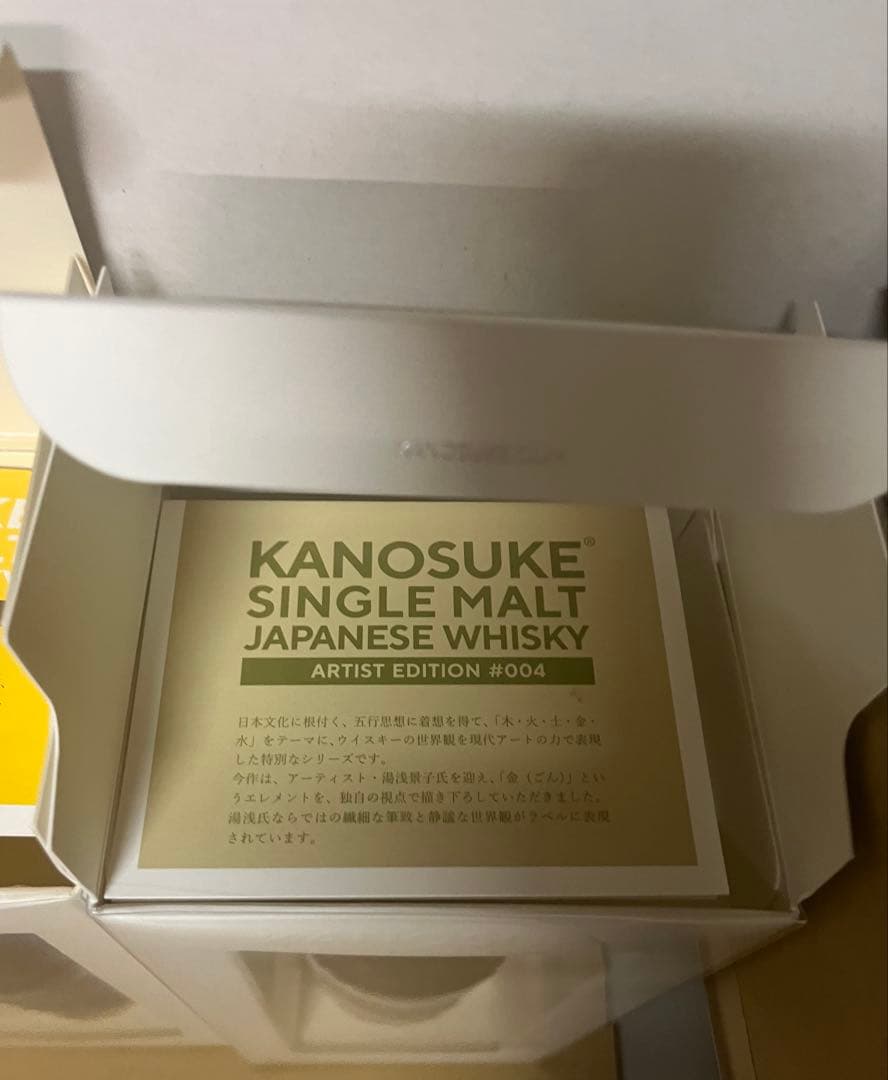 KANOSUKE®
SINGLE MALT
JAPANESE WHISKY
ARTIST EDITION #004
日本文化に根付く、五行思想に着想を得て、「木・火・土・金・
水」をテーマに、ウイスキーの世界観を現代アートの力で表現
した特別なシリーズです。
今作は、アーティスト・湯浅景子氏を迎え、「金（ごん）」とい
うエレメントを、独自の視点で描き下ろしていただきました。
湯浅氏ならではの繊細な筆致と静謐な世界観がラベルに表現
されています。